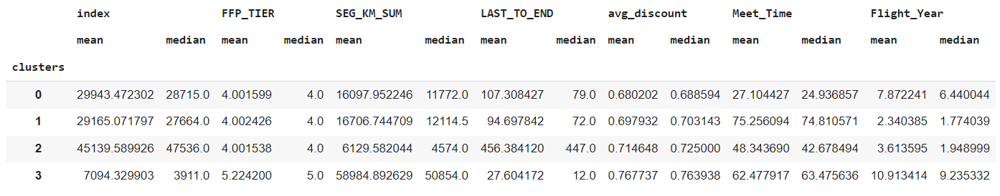 index FFP_TIER SEG_KM_SUM LAST_TO_END avg_discount Meet_Time Flight_Year
mean median mean median mean median mean median mean median mean median mean median
clusters
0 29943.472302 28715.0 4.001599 4.0 16097.952246 11772.0 107.308427 79.0 0.680202 0.688594 27.104427 24.936857 7.872241 6.440044
1 29165.071797 27664.0 4.002426 4.0 16706.744709 12114.5 94.697842 72.0 0.697932 0.703143 75.256094 74.810571 2.340385 1.774039
2 45139.589926 47536.0 4.001538 4.0 6129.582044 4574.0 456.384120 447.0 0.714648 0.725000 48.343690 42.678494 3.613595 1.948999
3 7094.329903 3911.0 5.224200 5.0 58984.892629 50854.0 27.604172 12.0 0.767737 0.763938 62.477917 63.475636 10.913414 9.235332